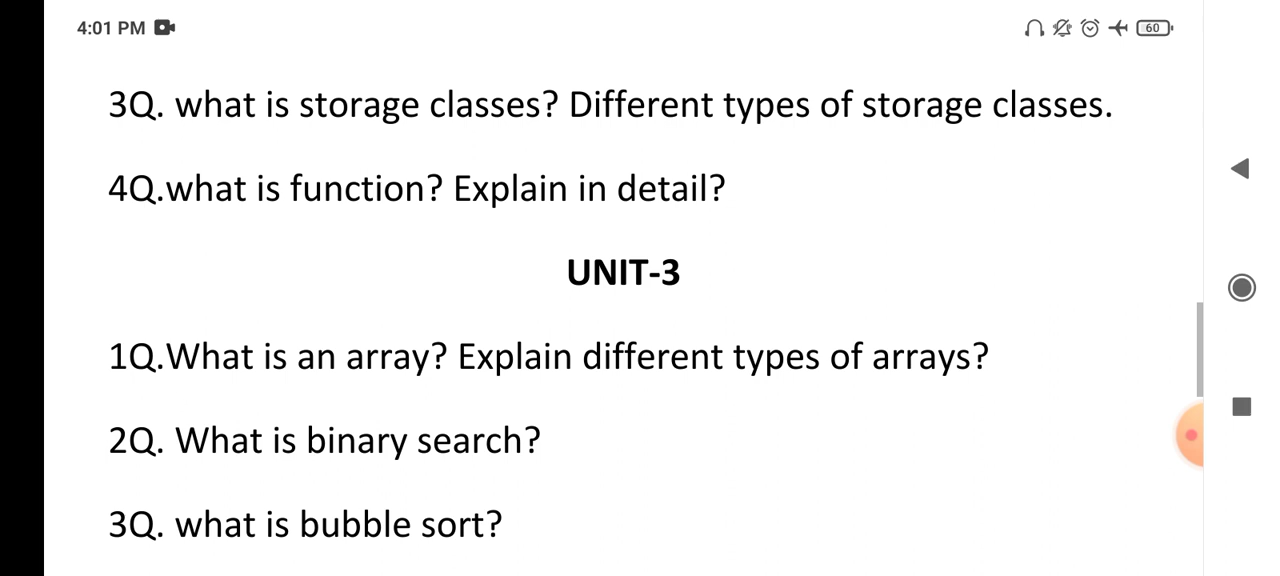 4:01 PM
60
3Q. what is storage classes? Different types of storage classes.
4Q.what is function? Explain in detail?
UNIT-3
1Q.What is an array? Explain different types of arrays?
2Q. What is binary search?
3Q. what is bubble sort?